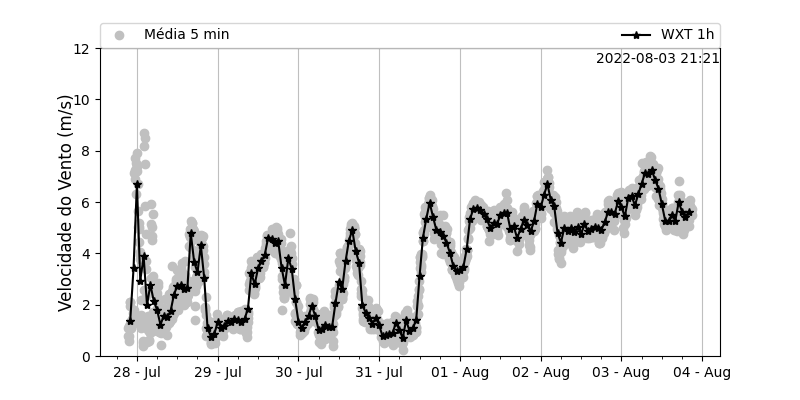 Média 5 min
WXT 1h
2022-08-03 21:21
Velocidade do Vento (m/s)
12
10
8
6
4
2
0
28 - Jul
29 - Jul
30 - Jul
31 - Jul
01 - Aug
02 - Aug
03 - Aug
04 - Aug